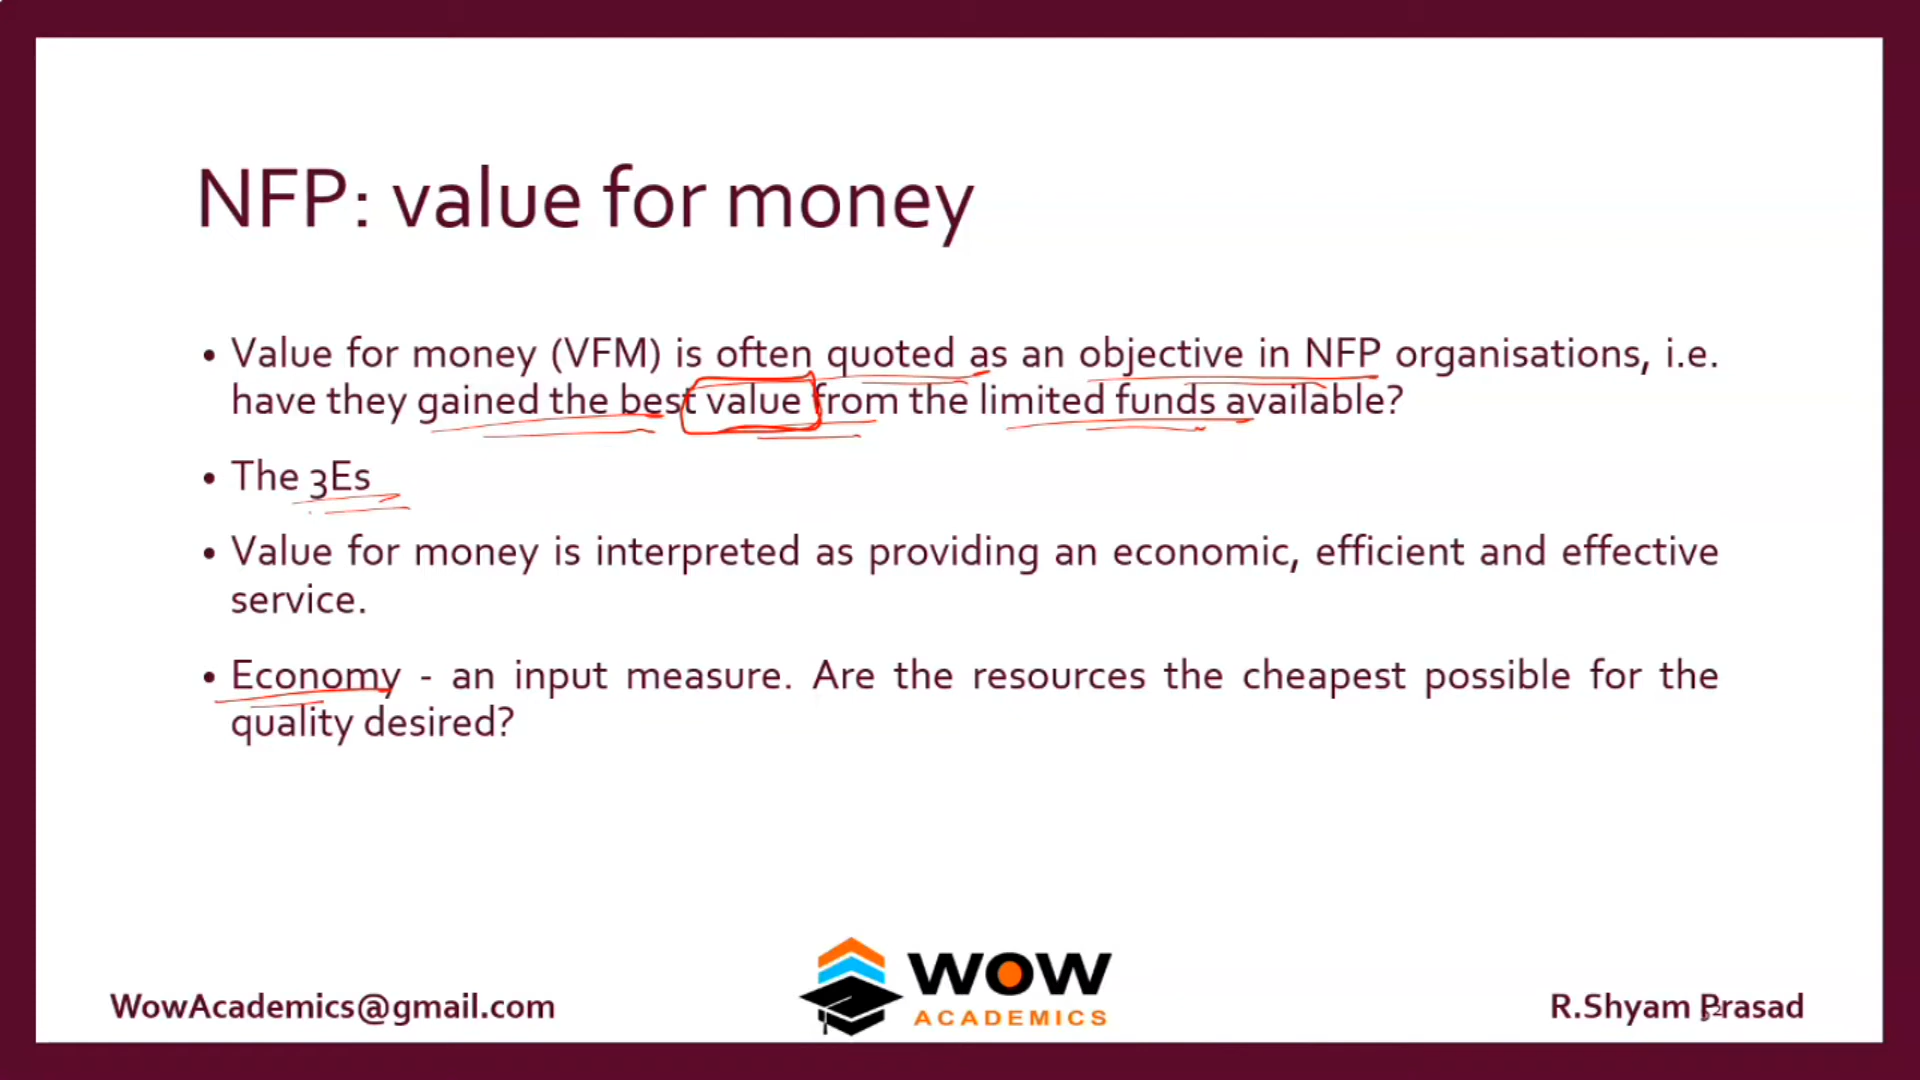 NFP: value for money
• Value for money (VFM) is often quoted as an objective in NFP organisations, i.e.
have they gained the best value from the limited funds available?
• The 3Es
• Value for money is interpreted as providing an economic, efficient and effective
service.
• Economy - an input measure. Are the resources the cheapest possible for the
quality desired?
WowAcademics@gmail.com
WOW
ACADEMICS
R.Shyam Prasad